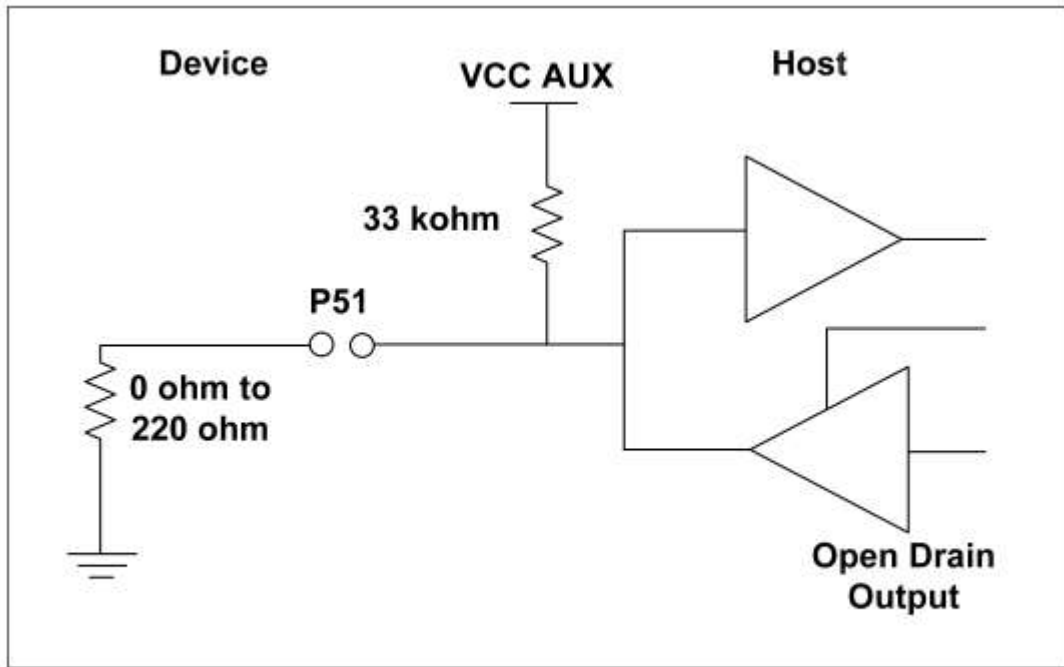 Device
VCC AUX
Host
33 kohm
P51
0 ohm to
220 ohm
Open Drain
Output